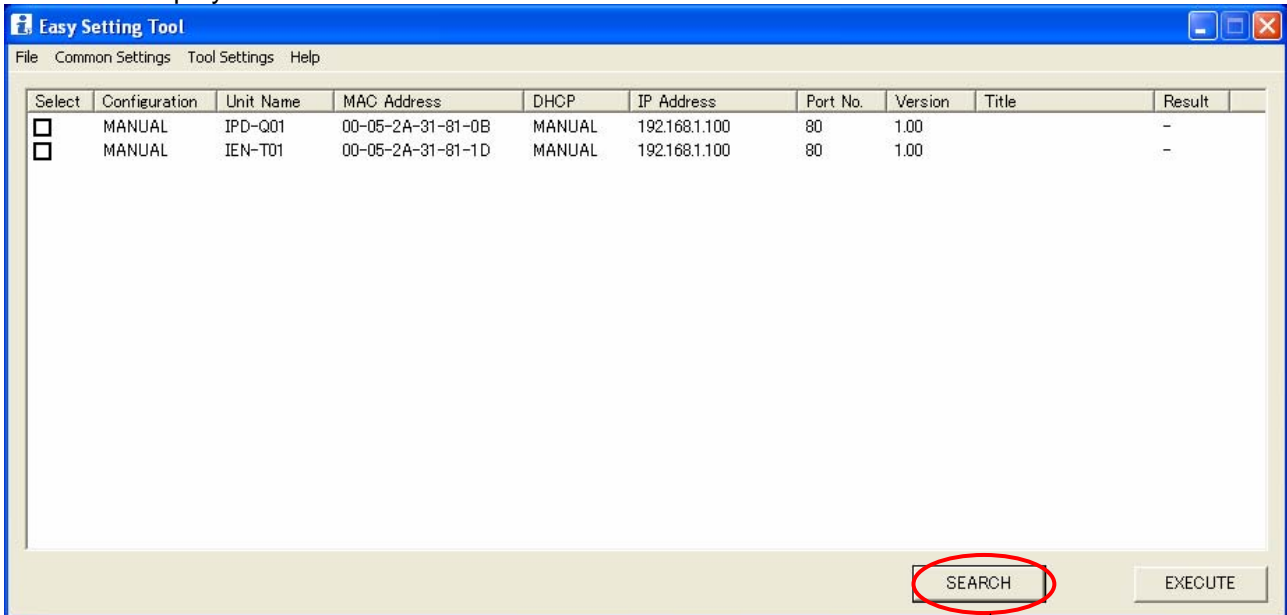 Easy Setting Tool
File Common Settings Tool Settings Help
Select Configuration Unit Name MAC Address DHCP IP Address Port No. Version Title Result
MANUAL IPD-Q01 00-05-2A-31-81-0B MANUAL 192.168.1.100 80 1.00 -
MANUAL IEN-T01 00-05-2A-31-81-1D MANUAL 192.168.1.100 80 1.00 -
SEARCH EXECUTE